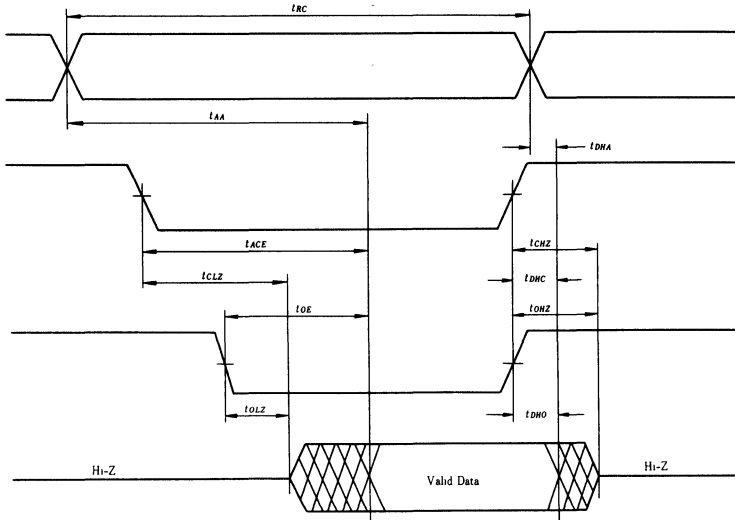 tRC
tAA
tDHA
tACE
tCHZ
tCLZ
tDHC
tOE
tOHZ
tOLZ
tDHO
Hi-Z
Valid Data
Hi-Z